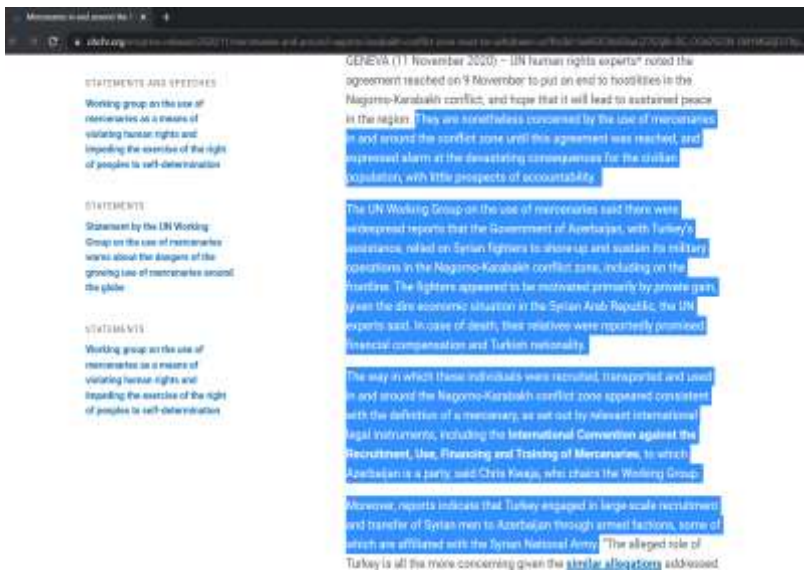 Mercenaries in and around the
ohchr.org
STATEMENTS AND SPEECHES
Working group on the use of
mercenaries as a means of
violating human rights and
impeding the exercise of the right
of peoples to self-determination
STATEMENTS
Statement by the UN Working
Group on the use of mercenaries
warns about the dangers of the
growing use of mercenaries around
the globe
STATEMENTS
Working group on the use of
mercenaries as a means of
violating human rights and
impeding the exercise of the right
of peoples to self-determination
GENEVA (11 November 2020) – UN human rights experts* noted the
agreement reached on 9 November to put an end to hostilities in the
Nagorno-Karabakh conflict, and hope that it will lead to sustained peace
in the region. They are nonetheless concerned by the use of mercenaries
in and around the conflict zone until this agreement was reached, and
expressed alarm at the devastating consequences for the civilian
population, with little prospects of accountability.
The UN Working Group on the use of mercenaries said there were
widespread reports that the Government of Azerbaijan, with Turkey's
assistance, relied on Syrian fighters to shore-up and sustain its military
operations in the Nagorno-Karabakh conflict zone, including on the
frontline. The fighters appeared to be motivated primarily by private gain,
given the dire economic situation in the Syrian Arab Republic, the UN
experts said. In case of death, their relatives were reportedly promised
financial compensation and Turkish nationality.
The way in which these individuals were recruited, transported and used
in and around the Nagorno-Karabakh conflict zone appeared consistent
with the definition of a mercenary, as set out by relevant international
legal instruments, including the International Convention against the
Recruitment, Use, Financing and Training of Mercenaries, to which
Azerbaijan is a party, said Chris Kwaja, who chairs the Working Group.
Moreover, reports indicate that Turkey engaged in large-scale recruitment
and transfer of Syrian men to Azerbaijan through armed factions, some of
which are affiliated with the Syrian National Army. "The alleged role of
Turkey is all the more concerning given the similar allegations addressed